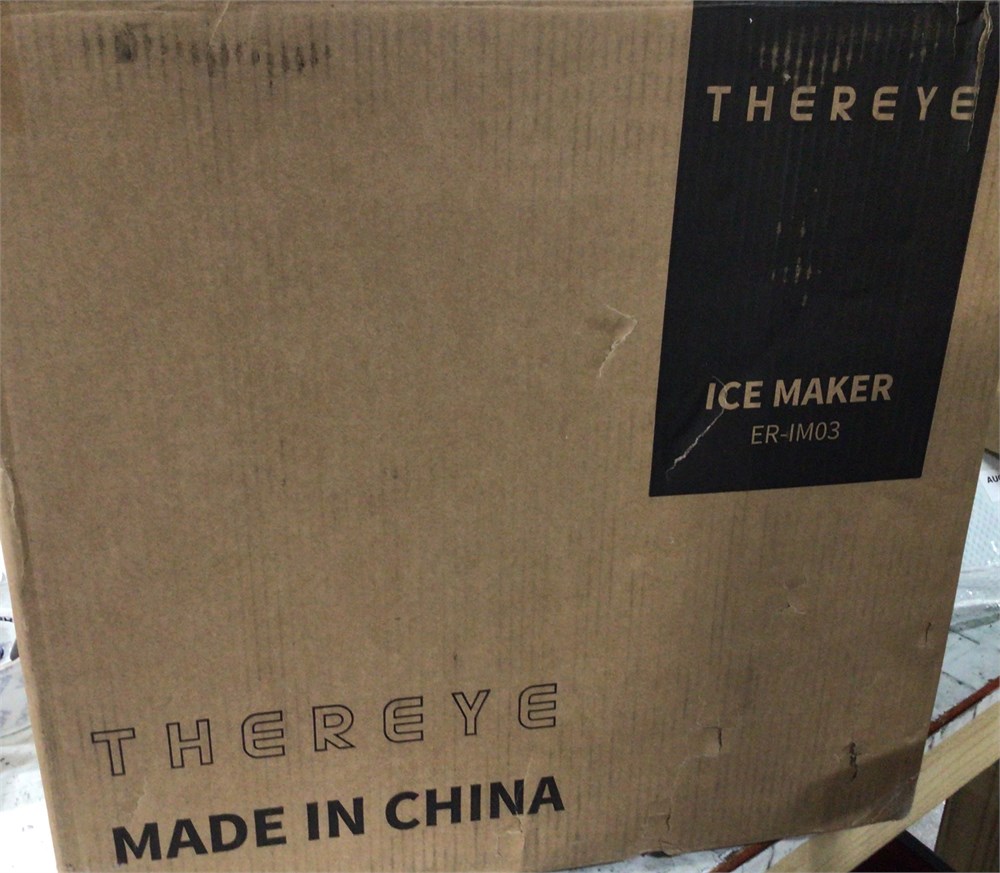 THEREYE
ICE MAKER
ER-IM03
THEREYE
MADE IN CHINA